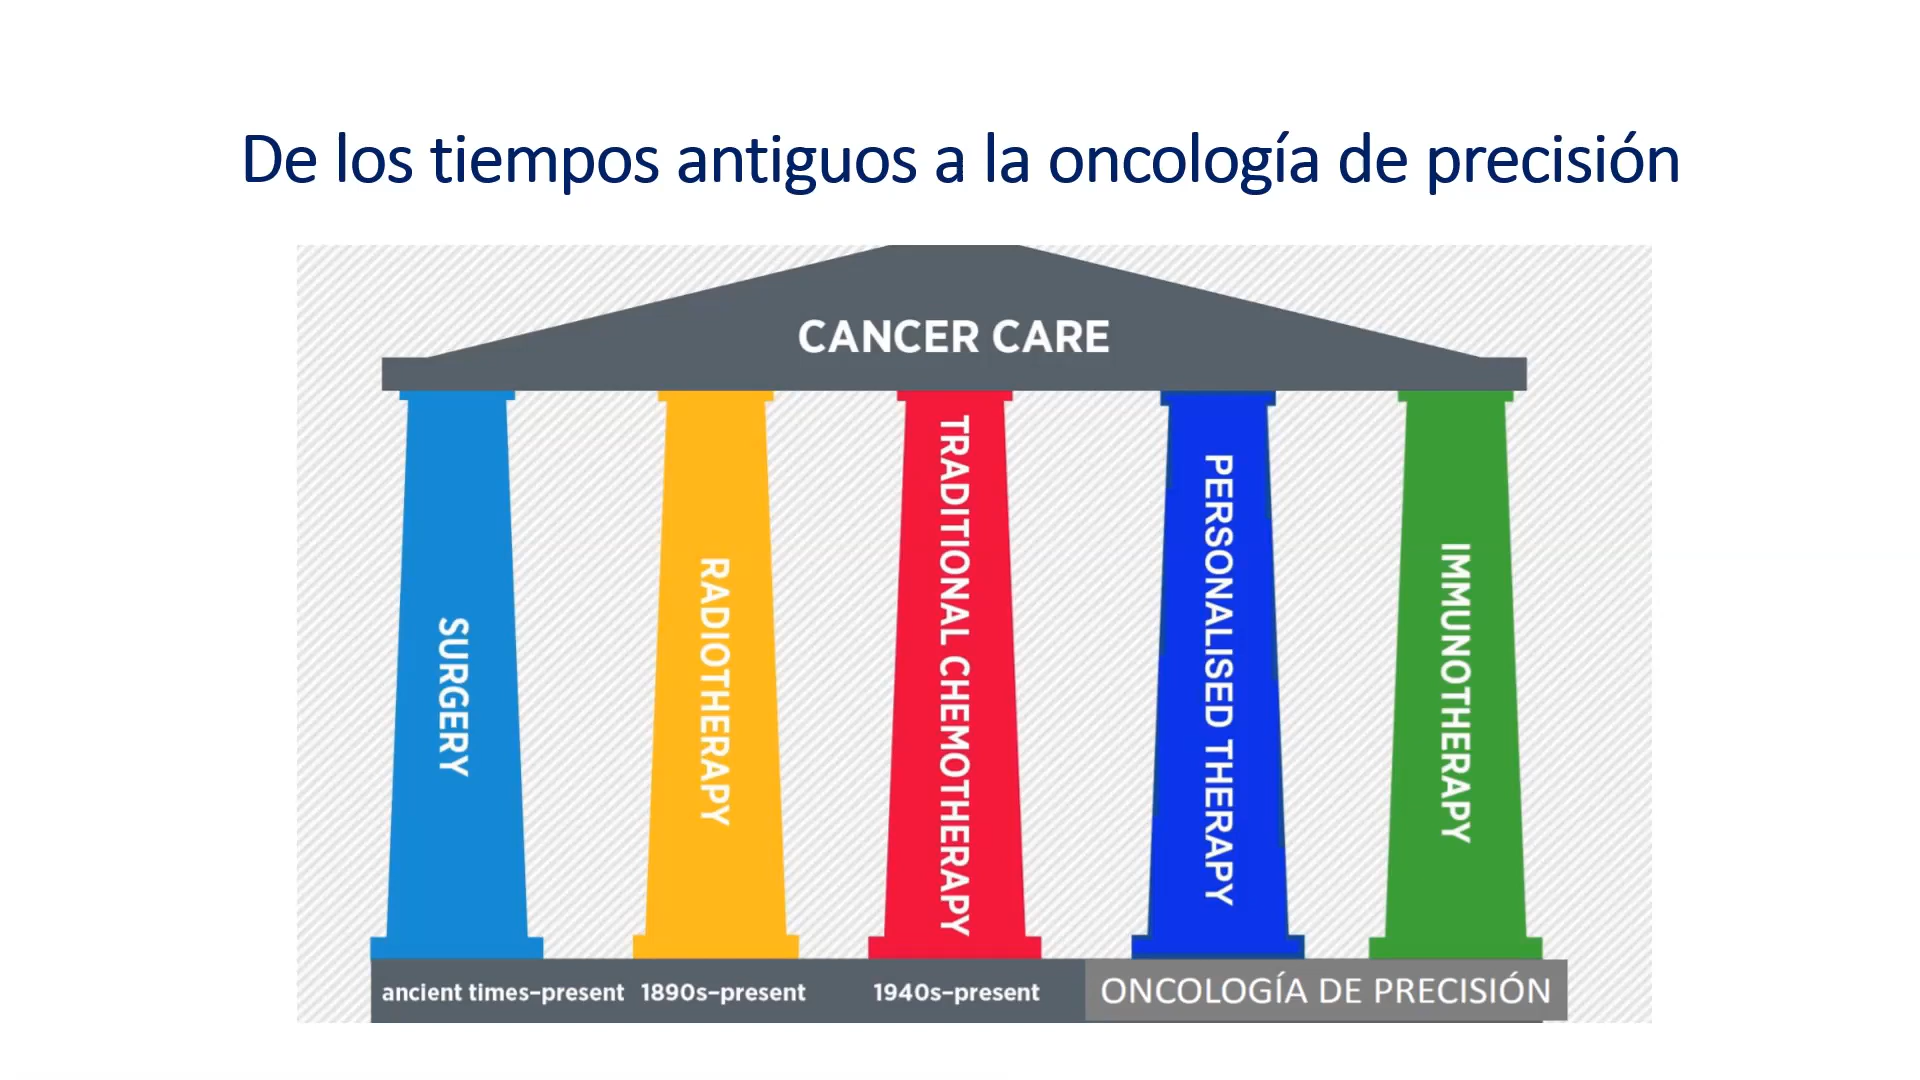 De los tiempos antiguos a la oncología de precisión
CANCER CARE
SURGERY
RADIOTHERAPY
TRADITIONAL CHEMOTHERAPY
PERSONALISED THERAPY
IMMUNOTHERAPY
ancient times–present
1890s–present
1940s–present
ONCOLOGÍA DE PRECISIÓN